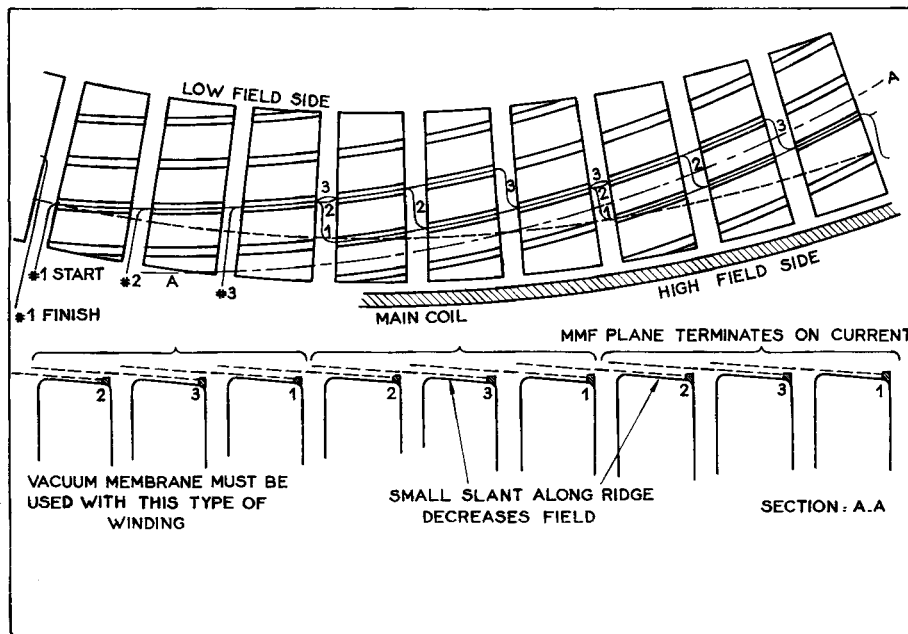 LOW FIELD SIDE
A
3
3
2
3
3
2
3
2
2
1
1
#1 START
#2
A
#3
#1 FINISH
MAIN COIL
HIGH FIELD SIDE
MMF PLANE TERMINATES ON CURRENT
2
3
1
2
3
1
2
3
1
VACUUM MEMBRANE MUST BE
USED WITH THIS TYPE OF
WINDING
SMALL SLANT ALONG RIDGE
DECREASES FIELD
SECTION: A-A